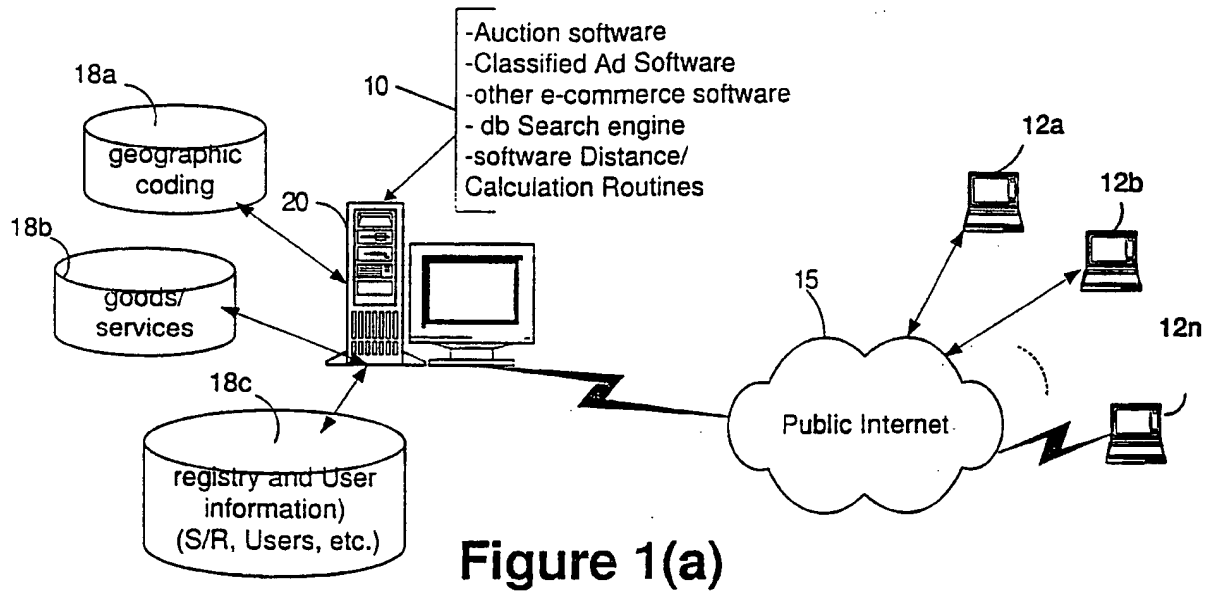 -Auction software
-Classified Ad Software
-other e-commerce software
- db Search engine
-software Distance/
Calculation Routines
10
18a
geographic
coding
20
18b
goods/
services
18c
registry and User
information)
(S/R, Users, etc.)
15
Public Internet
12a
12b
12n
Figure 1(a)